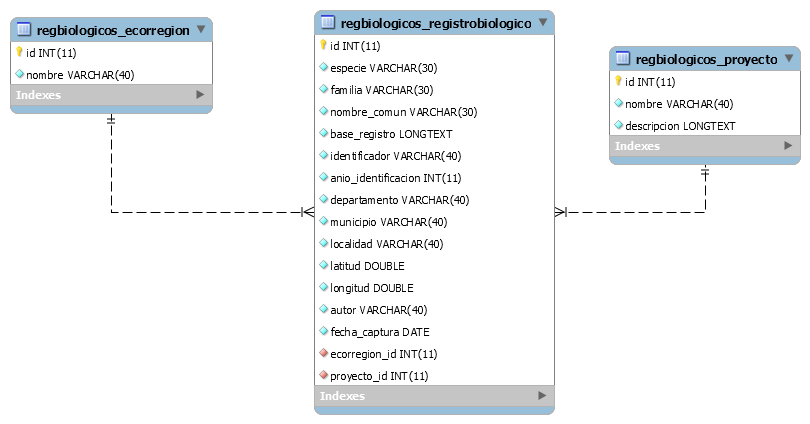 regbiologicos_ecorregion
id INT(11)
nombre VARCHAR(40)
Indexes
regbiologicos_registrobiologico
id INT(11)
especie VARCHAR(30)
familia VARCHAR(30)
nombre_comun VARCHAR(30)
base_registro LONGTEXT
identificador VARCHAR(40)
anio_identificacion INT(11)
departamento VARCHAR(40)
municipio VARCHAR(40)
localidad VARCHAR(40)
latitud DOUBLE
longitud DOUBLE
autor VARCHAR(40)
fecha_captura DATE
ecorregion_id INT(11)
proyecto_id INT(11)
Indexes
regbiologicos_proyecto
id INT(11)
nombre VARCHAR(40)
descripcion LONGTEXT
Indexes